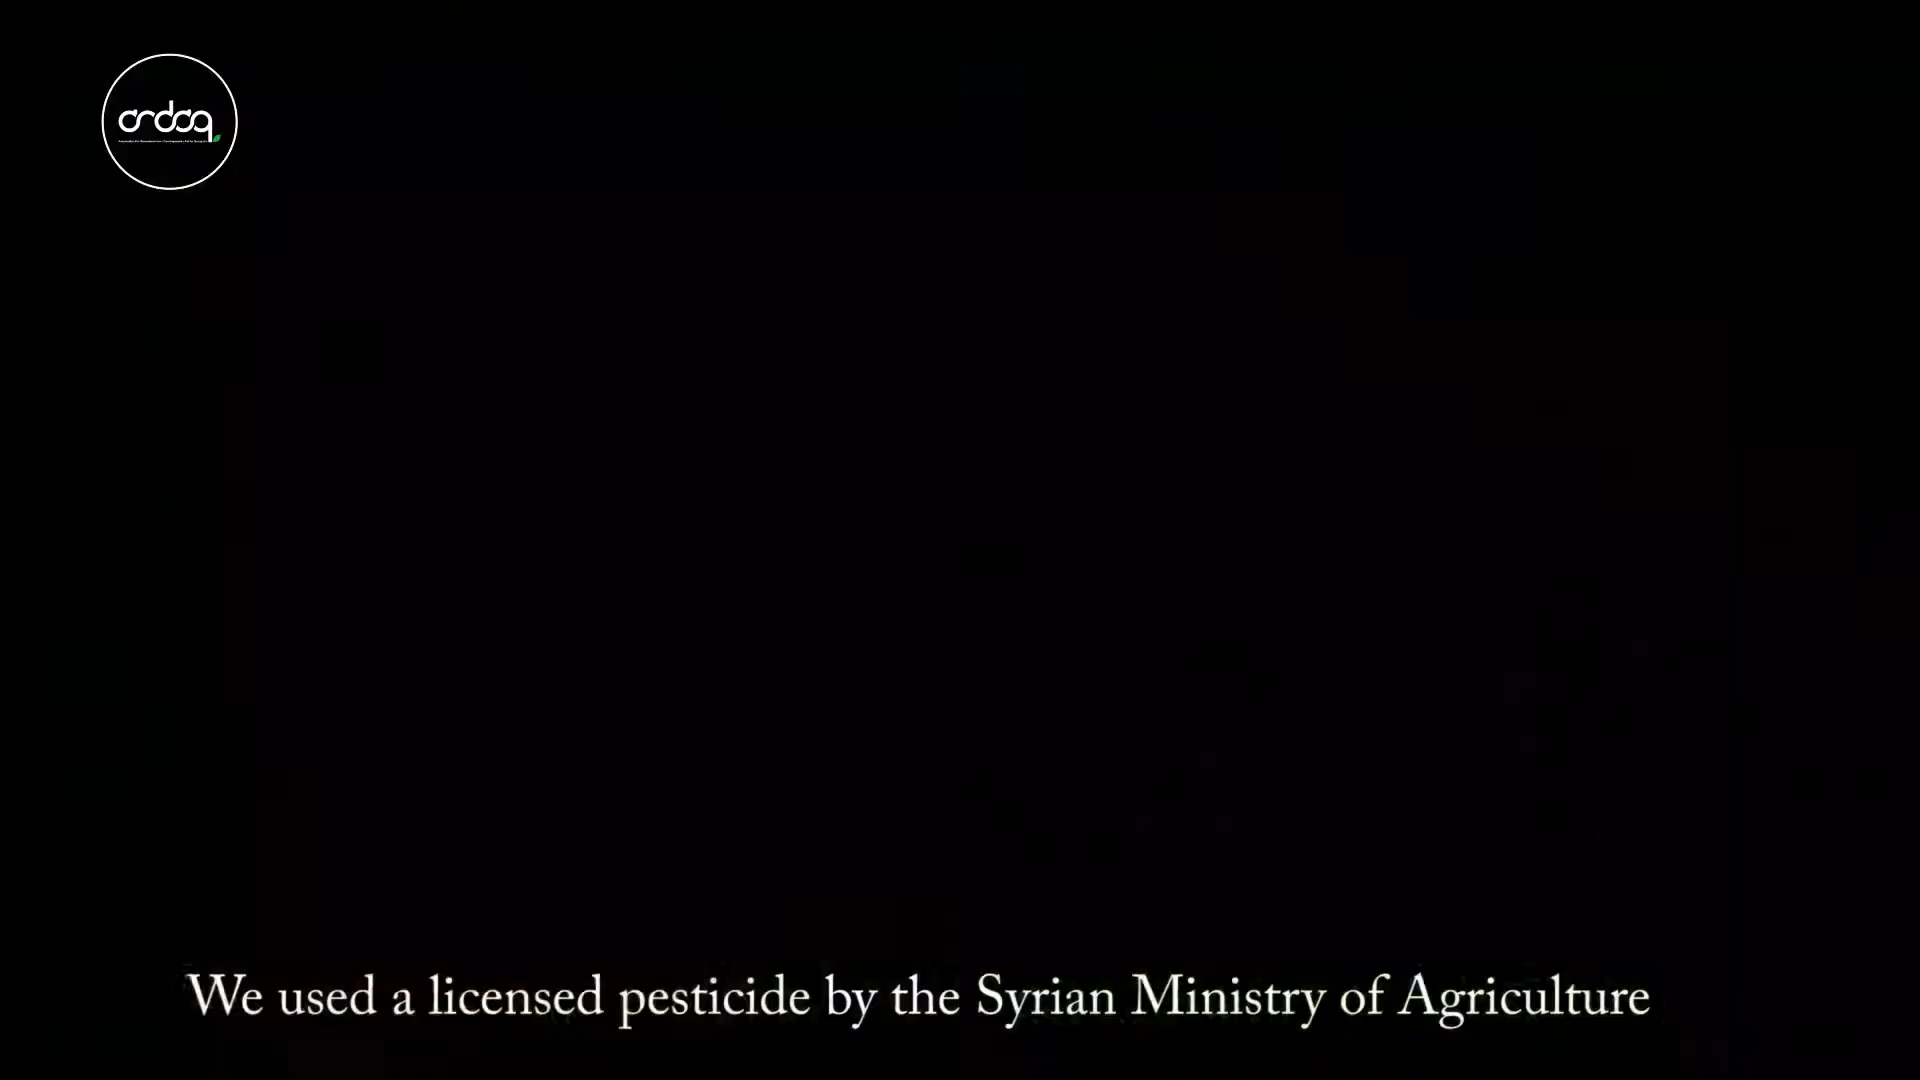 ardaq
We used a licensed pesticide by the Syrian Ministry of Agriculture